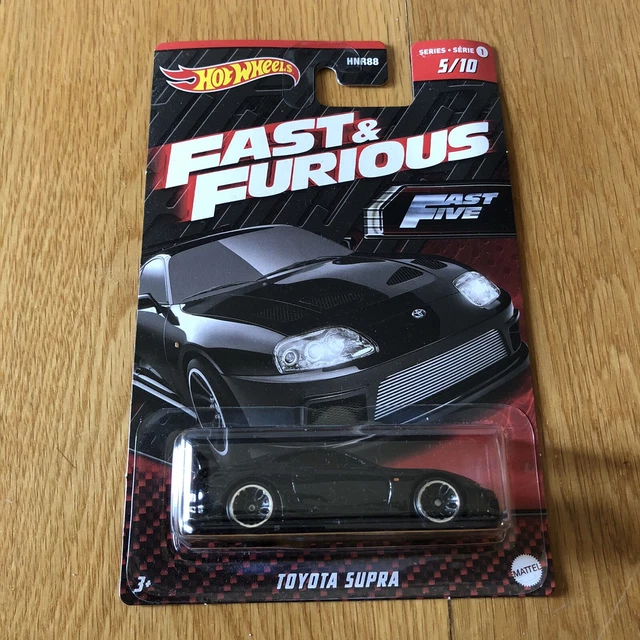 HOT WHEELS
HNR88
SERIES • SÉRIE 1
5/10
FAST &
FURIOUS
FAST
FIVE
3+
TOYOTA SUPRA
MATTEL